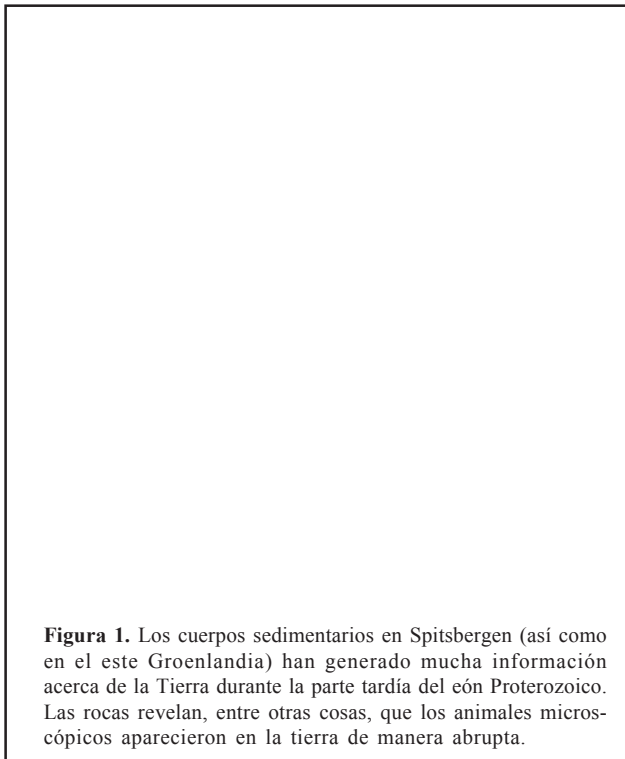 Figura 1. Los cuerpos sedimentarios en Spitsbergen (así como
en el este Groenlandia) han generado mucha información
acerca de la Tierra durante la parte tardía del eón Proterozoico.
Las rocas revelan, entre otras cosas, que los animales micros-
cópicos aparecieron en la tierra de manera abrupta.